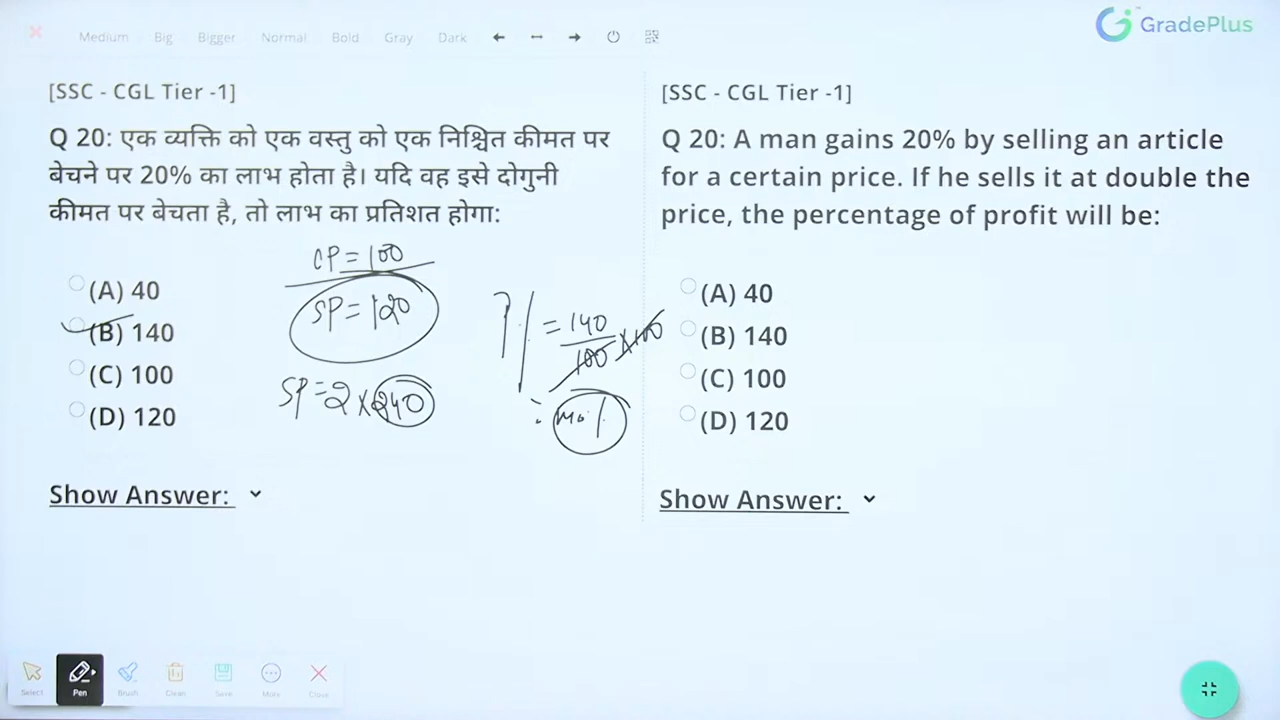 Medium Big Bigger Normal Bold Gray Dark
GradePlus
[SSC - CGL Tier -1]
Q 20: एक व्यक्ति को एक वस्तु को एक निश्चित कीमत पर
बेचने पर 20% का लाभ होता है। यदि वह इसे दोगुनी
कीमत पर बेचता है, तो लाभ का प्रतिशत होगा:
(A) 40
(B) 140
(C) 100
(D) 120
CP = 100
SP = 120
SP = 2 × 240
= 140
100 × 100
Show Answer:
[SSC - CGL Tier -1]
Q 20: A man gains 20% by selling an article
for a certain price. If he sells it at double the
price, the percentage of profit will be:
(A) 40
(B) 140
(C) 100
(D) 120
Show Answer:
Select Pen Brush Clean Save More Close